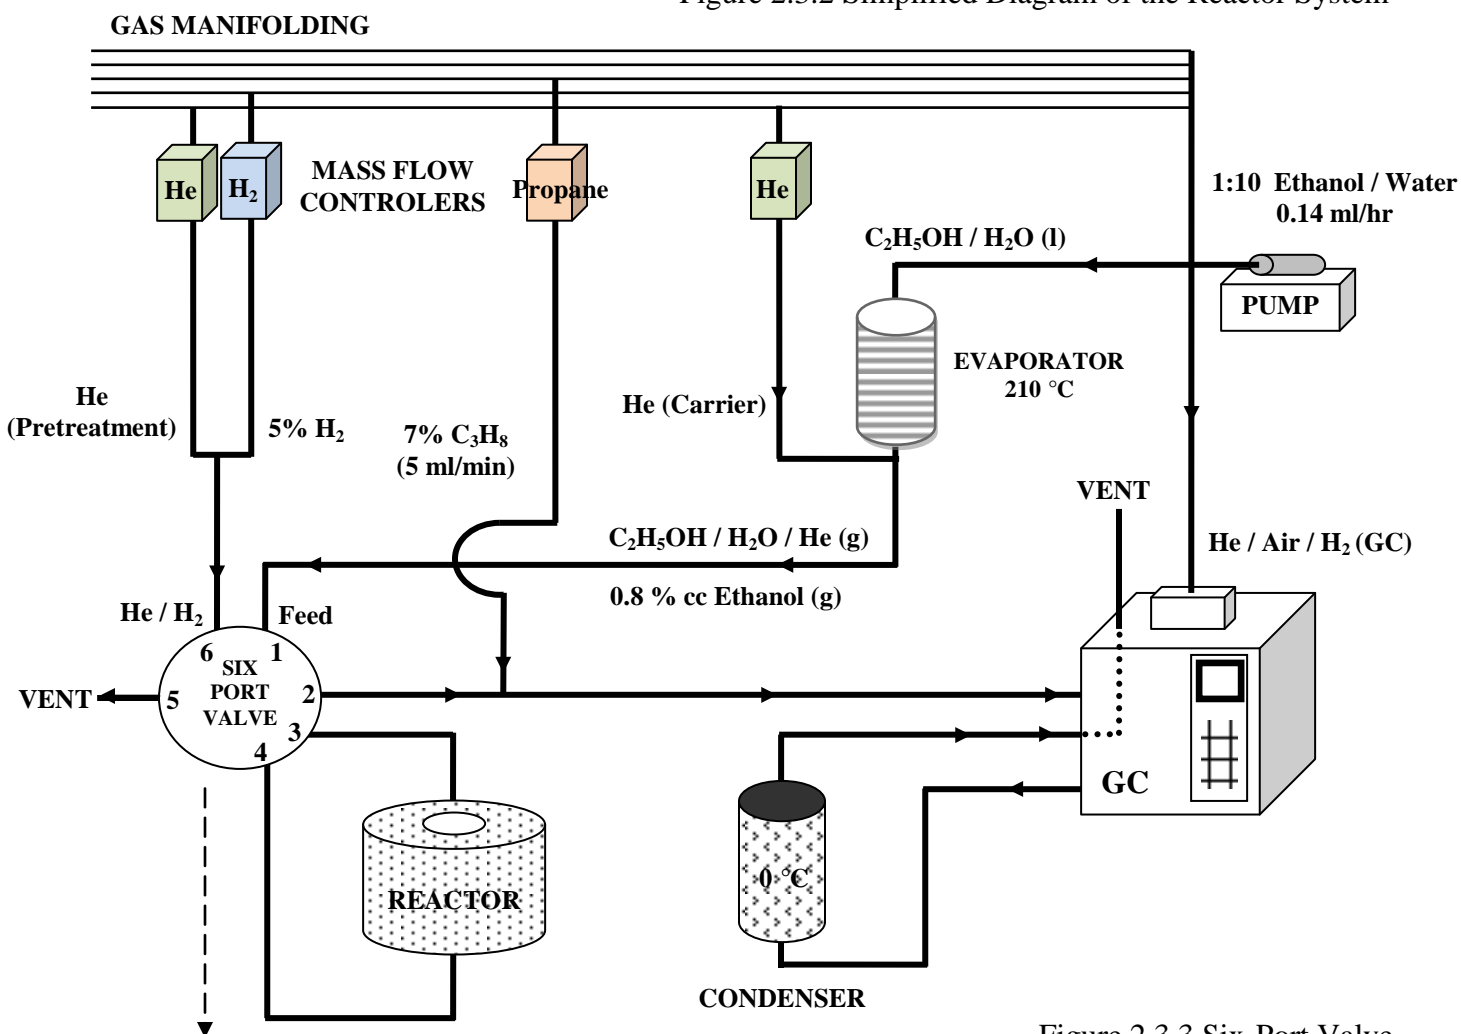 Figure 2.3.2 Simplified Diagram of the Reactor System
GAS MANIFOLDING
He
H₂
MASS FLOW
CONTROLERS
Propane
He
1:10 Ethanol / Water
0.14 ml/hr
C₂H₅OH / H₂O (l)
PUMP
EVAPORATOR
210 °C
He
(Pretreatment)
5% H₂
He (Carrier)
7% C₃H₈
(5 ml/min)
VENT
C₂H₅OH / H₂O / He (g)
He / Air / H₂ (GC)
0.8 % cc Ethanol (g)
He / H₂
Feed
6
1
SIX
PORT
VALVE
VENT
5
2
3
4
GC
REACTOR
0 °C
CONDENSER
Figure 2.3.3 Six-Port Valve